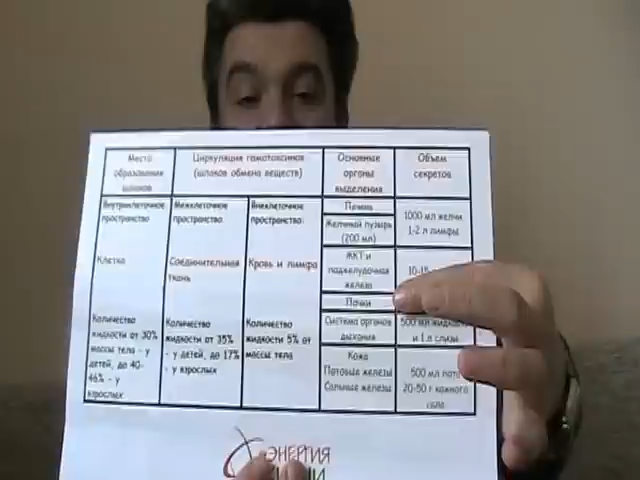 Место
образования
шлаков
Циркуляция гомотоксинов
(шлаков обмена веществ)
Основные
органы
выделения
Объем
секретов
Внутриклеточное
пространство
Межклеточное
пространство:
Внеклеточное
пространство:
Печень
Желчный пузырь
(200 мл)
1000 мл желчи
1-2 л лимфы
Клетка
Соединительная
ткань
Кровь и лимфа
ЖКТ и
поджелудочная
железа
10-15
Почки
Количество
жидкости от 30%
массы тела - у
детей, до 40-
46% - у
взрослых
Количество
жидкости от 35%
- у детей, до 17%
- у взрослых
Количество
жидкости 5% от
массы тела
Система органов
дыхания
500 мл жидкости
и 1 л слизи
Кожа
Потовые железы
Сальные железы
500 мл пота
20-50 г кожного
сала
ЭНЕРГИЯ